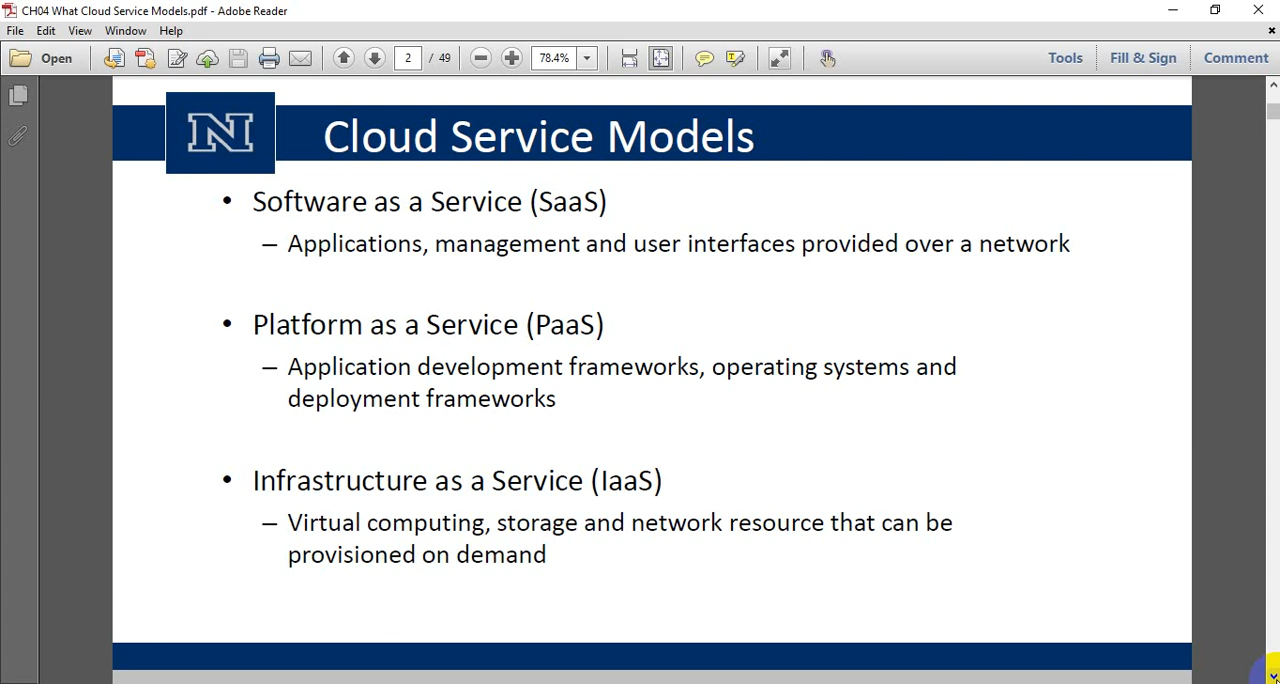 CH04 What Cloud Service Models.pdf - Adobe Reader
File Edit View Window Help
Open 2 / 49 78.4% Tools Fill & Sign Comment
N Cloud Service Models
• Software as a Service (SaaS)
– Applications, management and user interfaces provided over a network
• Platform as a Service (PaaS)
– Application development frameworks, operating systems and
deployment frameworks
• Infrastructure as a Service (IaaS)
– Virtual computing, storage and network resource that can be
provisioned on demand